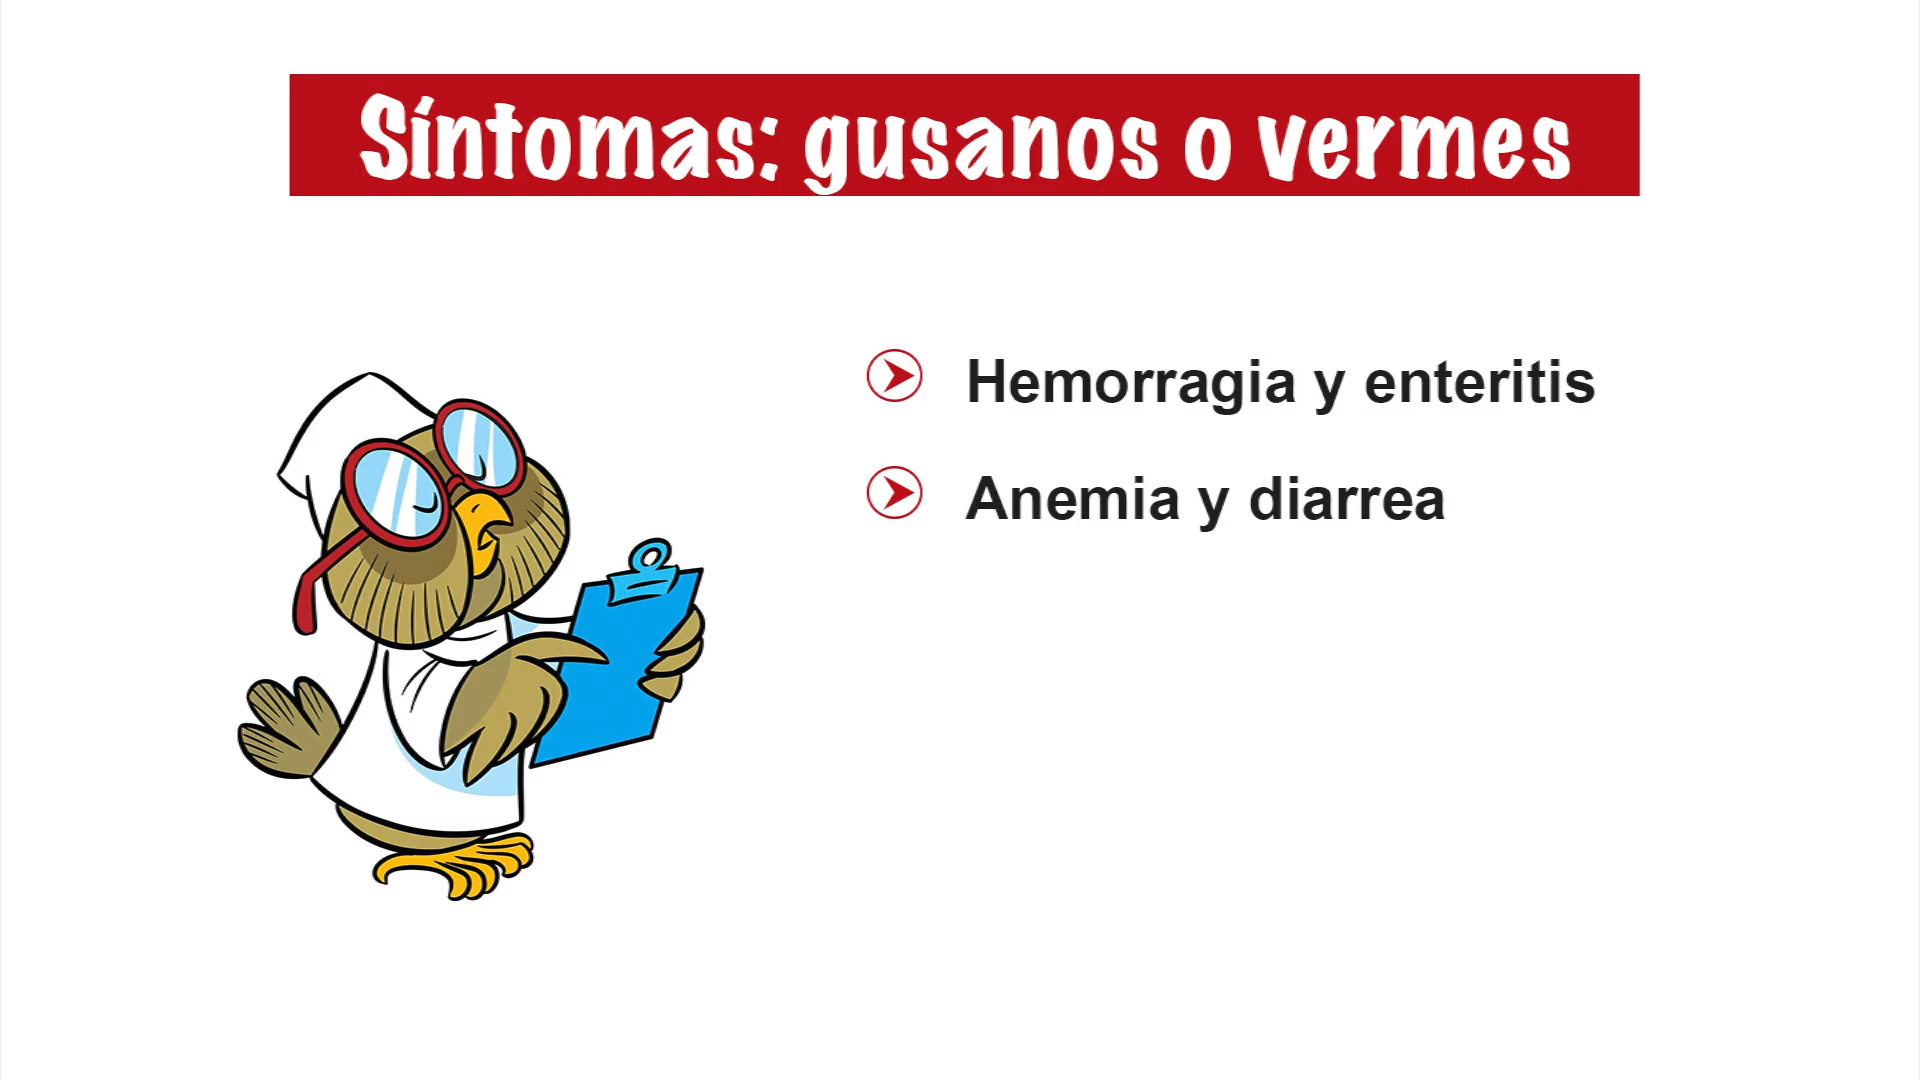 Síntomas: gusanos o vermes
Hemorragia y enteritis
Anemia y diarrea